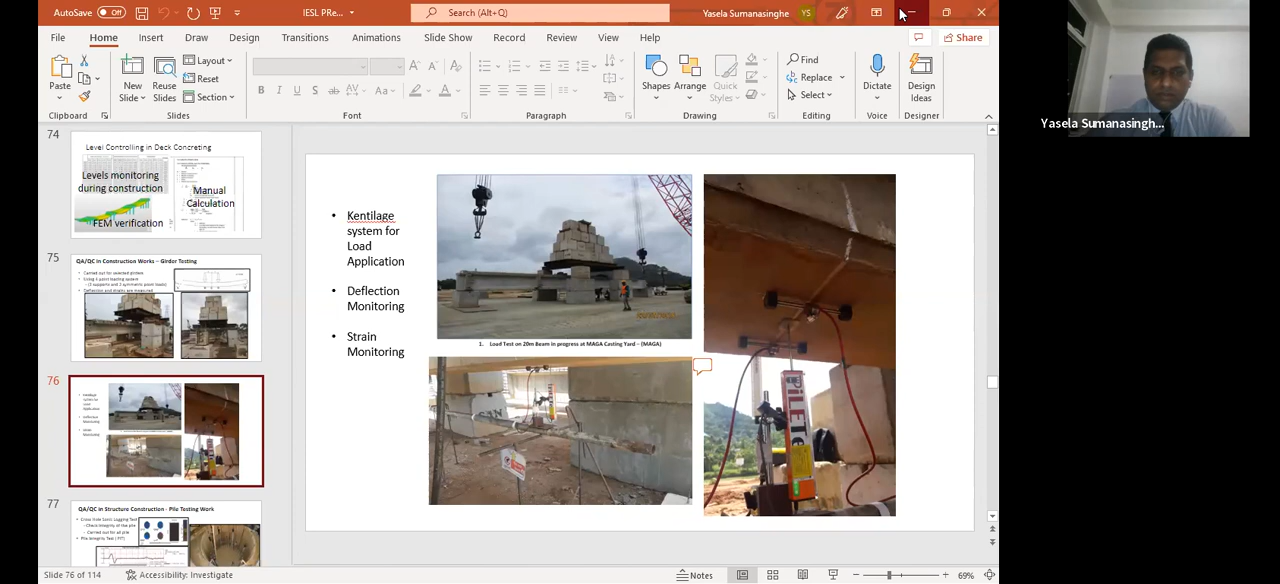 AutoSave Off
IESL PRe...
Search (Alt+Q)
Yasela Sumanasinghe YS
File Home Insert Draw Design Transitions Animations Slide Show Record Review View Help
Share
Paste
New
Slide
Reuse
Slides
Layout
Reset
Section
Shapes
Arrange
Quick
Styles
Find
Replace
Select
Dictate
Design
Ideas
Clipboard Slides Font Paragraph Drawing Editing Voice Designer
Yasela Sumanasingh...
74
Level Controlling in Deck Concreting
Levels monitoring
during construction
Manual
Calculation
FEM verification
75
QA/QC in Construction Works – Girder Testing
76
77
QA/QC in Structure Construction - Pile Testing Work
• Kentilage
system for
Load
Application
• Deflection
Monitoring
• Strain
Monitoring
1. Load Test on 20m Beam in progress at MAGA Casting Yard – (MAGA)
Slide 76 of 114
Accessibility: Investigate
Notes
69%